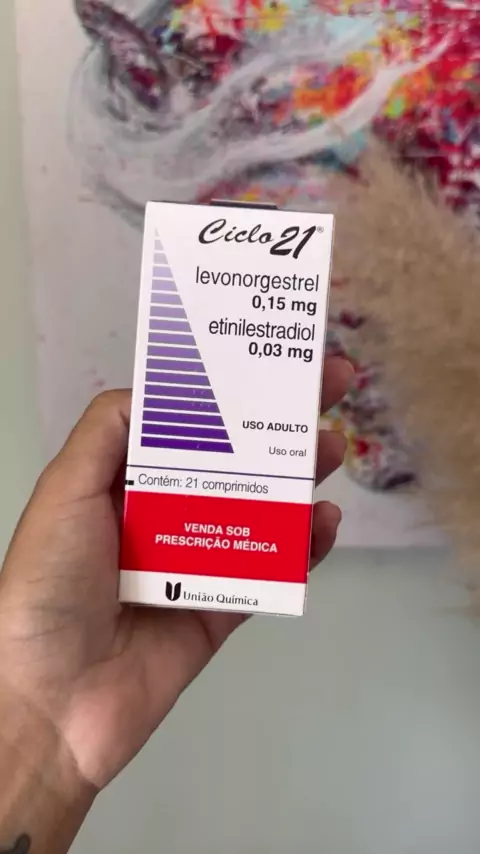 Ciclo 21®
levonorgestrel
0,15 mg
etinilestradiol
0,03 mg
USO ADULTO
Uso oral
Contém: 21 comprimidos
VENDA SOB
PRESCRIÇÃO MÉDICA
União Química